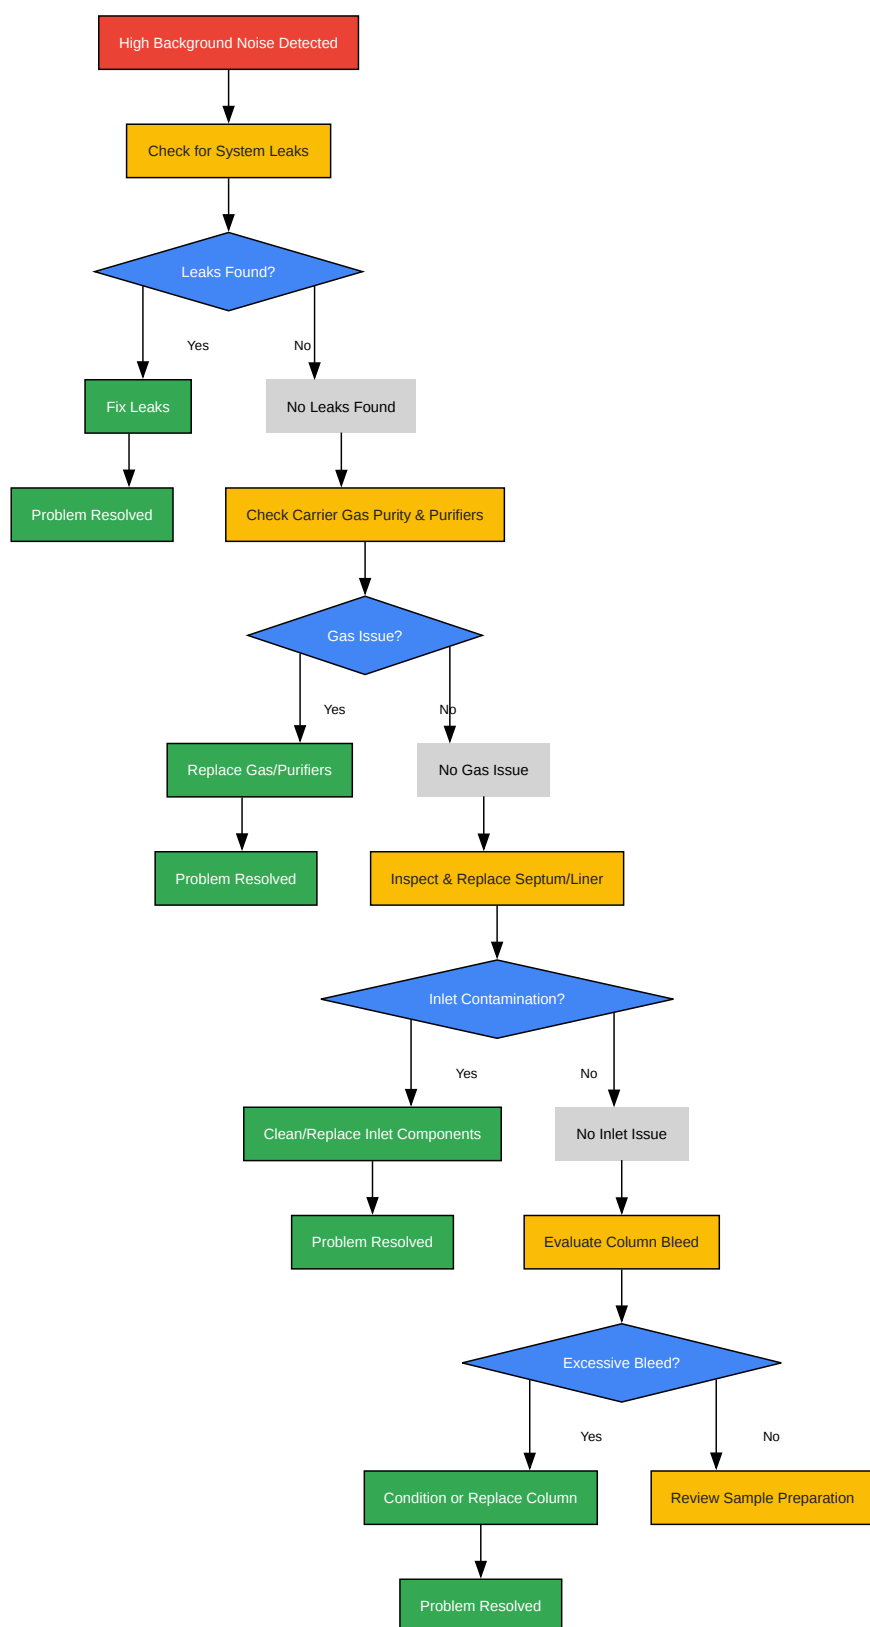 High Background Noise Detected
Check for System Leaks
Leaks Found?
Yes
No
Fix Leaks
No Leaks Found
Problem Resolved
Check Carrier Gas Purity & Purifiers
Gas Issue?
Yes
No
Replace Gas/Purifiers
No Gas Issue
Problem Resolved
Inspect & Replace Septum/Liner
Inlet Contamination?
Yes
No
Clean/Replace Inlet Components
No Inlet Issue
Problem Resolved
Evaluate Column Bleed
Excessive Bleed?
Yes
No
Condition or Replace Column
Review Sample Preparation
Problem Resolved